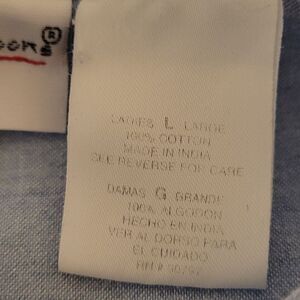 LADIES L LARGE
100% COTTON
MADE IN INDIA
SEE REVERSE FOR CARE
DAMAS G GRANDE
100% ALGODON
HECHO EN INDIA
VER AL DORSO PARA
EL CUIDADO